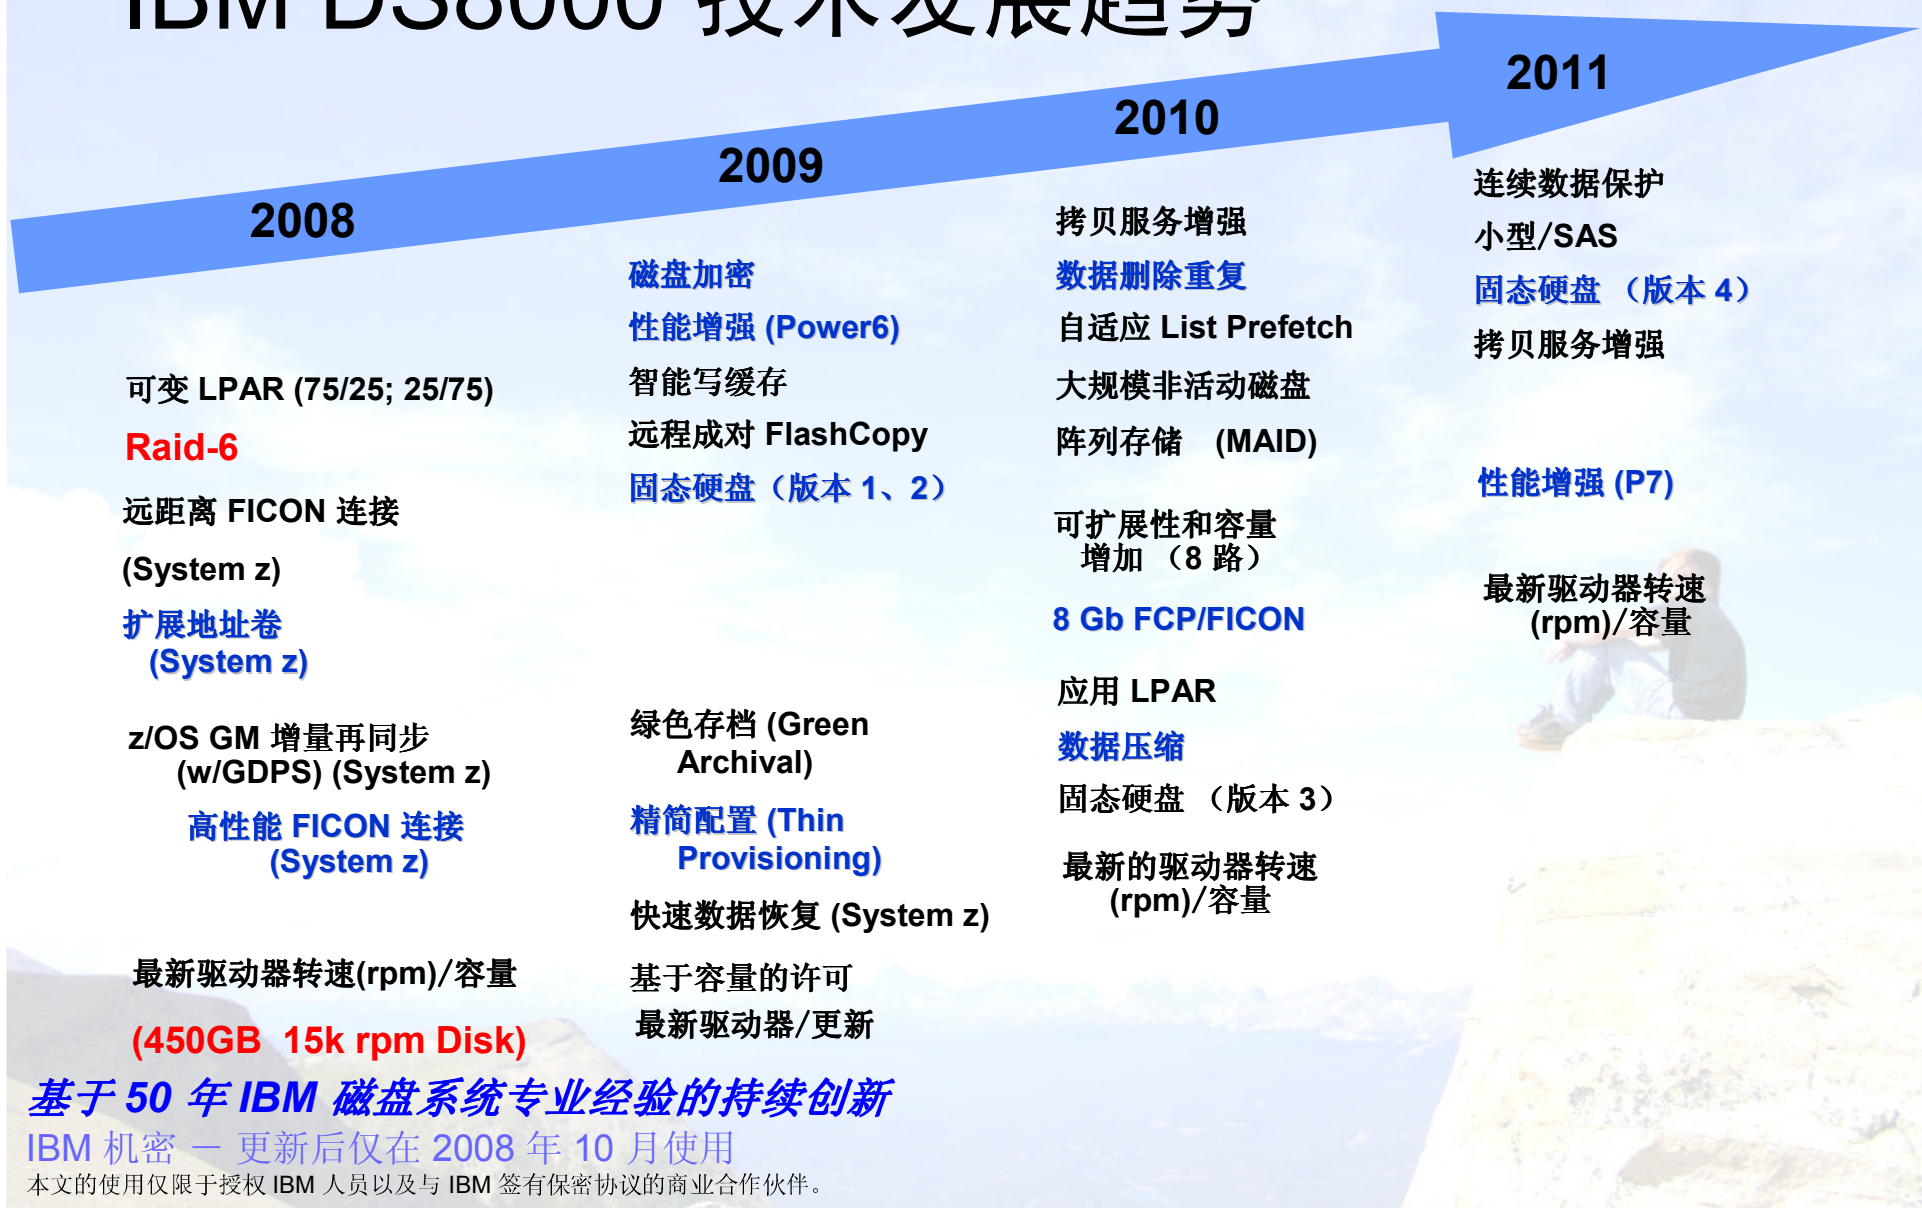 IBM DS8000 技术发展趋势
2008
2009
2010
2011
可变 LPAR (75/25; 25/75)
Raid-6
远距离 FICON 连接
(System z)
扩展地址卷
(System z)
z/OS GM 增量再同步
(w/GDPS) (System z)
高性能 FICON 连接
(System z)
最新驱动器转速(rpm)/容量
(450GB 15k rpm Disk)
磁盘加密
性能增强 (Power6)
智能写缓存
远程成对 FlashCopy
固态硬盘（版本 1、2）
绿色存档 (Green
Archival)
精简配置 (Thin
Provisioning)
快速数据恢复 (System z)
基于容量的许可
最新驱动器/更新
拷贝服务增强
数据删除重复
自适应 List Prefetch
大规模非活动磁盘
阵列存储 (MAID)
可扩展性和容量
增加 （8 路）
8 Gb FCP/FICON
应用 LPAR
数据压缩
固态硬盘 （版本 3）
最新的驱动器转速
(rpm)/容量
连续数据保护
小型/SAS
固态硬盘 （版本 4）
拷贝服务增强
性能增强 (P7)
最新驱动器转速
(rpm)/容量
基于 50 年 IBM 磁盘系统专业经验的持续创新
IBM 机密 － 更新后仅在 2008 年 10 月使用
本文的使用仅限于授权 IBM 人员以及与 IBM 签有保密协议的商业合作伙伴。